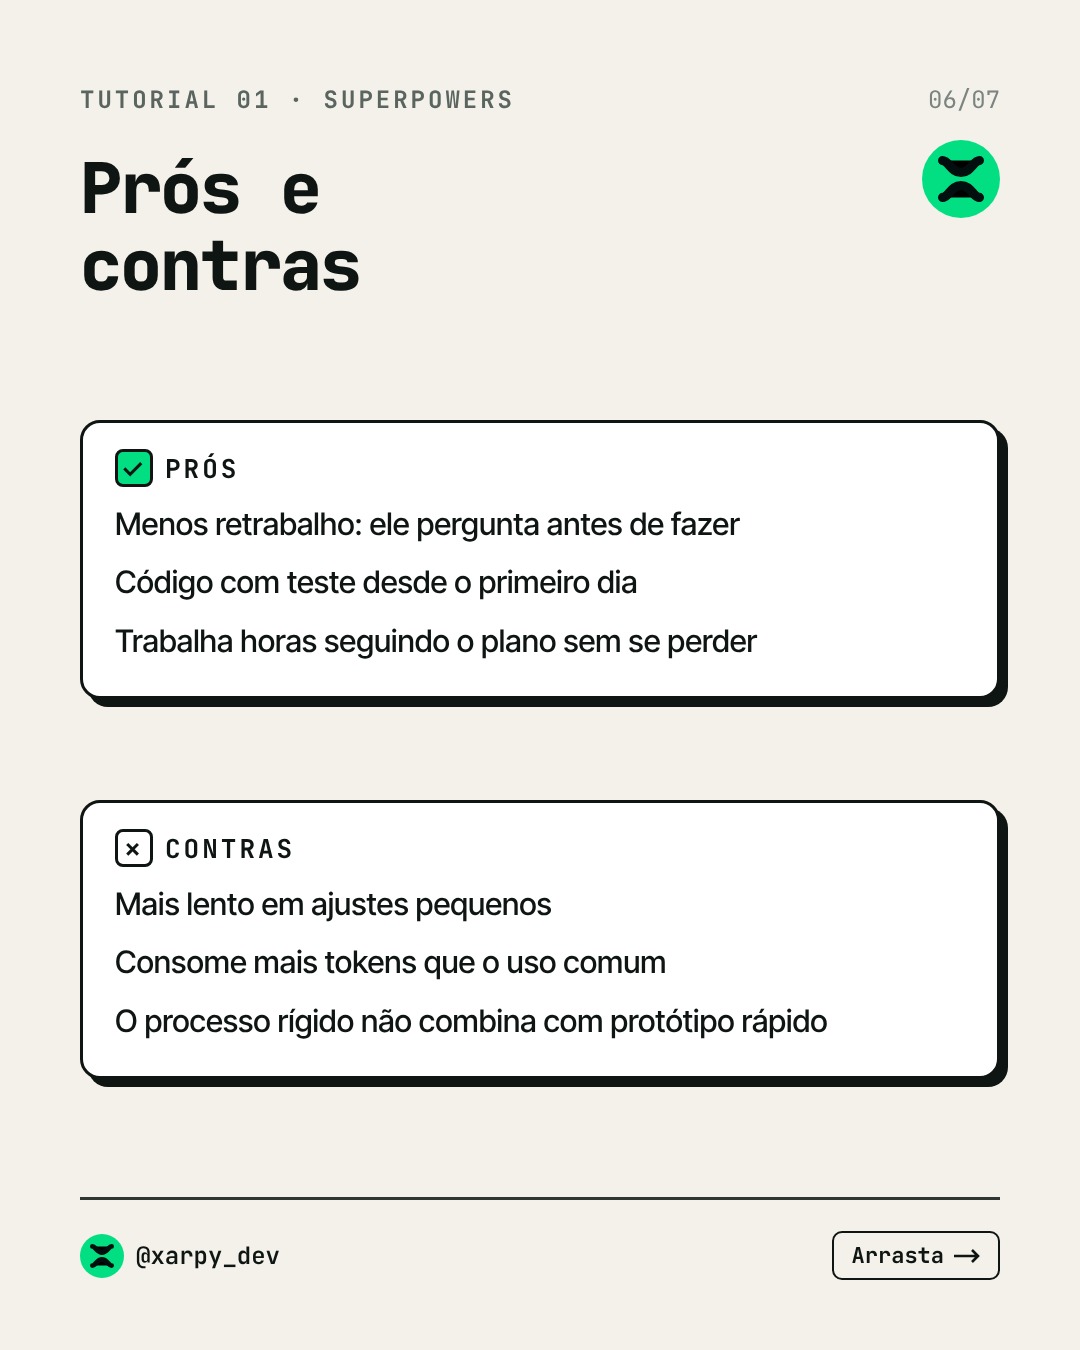 TUTORIAL 01 · SUPERPOWERS
06/07
Prós e
contras
PRÓS
Menos retrabalho: ele pergunta antes de fazer
Código com teste desde o primeiro dia
Trabalha horas seguindo o plano sem se perder
CONTRAS
Mais lento em ajustes pequenos
Consome mais tokens que o uso comum
O processo rígido não combina com protótipo rápido
@xarpy_dev
Arrasta →